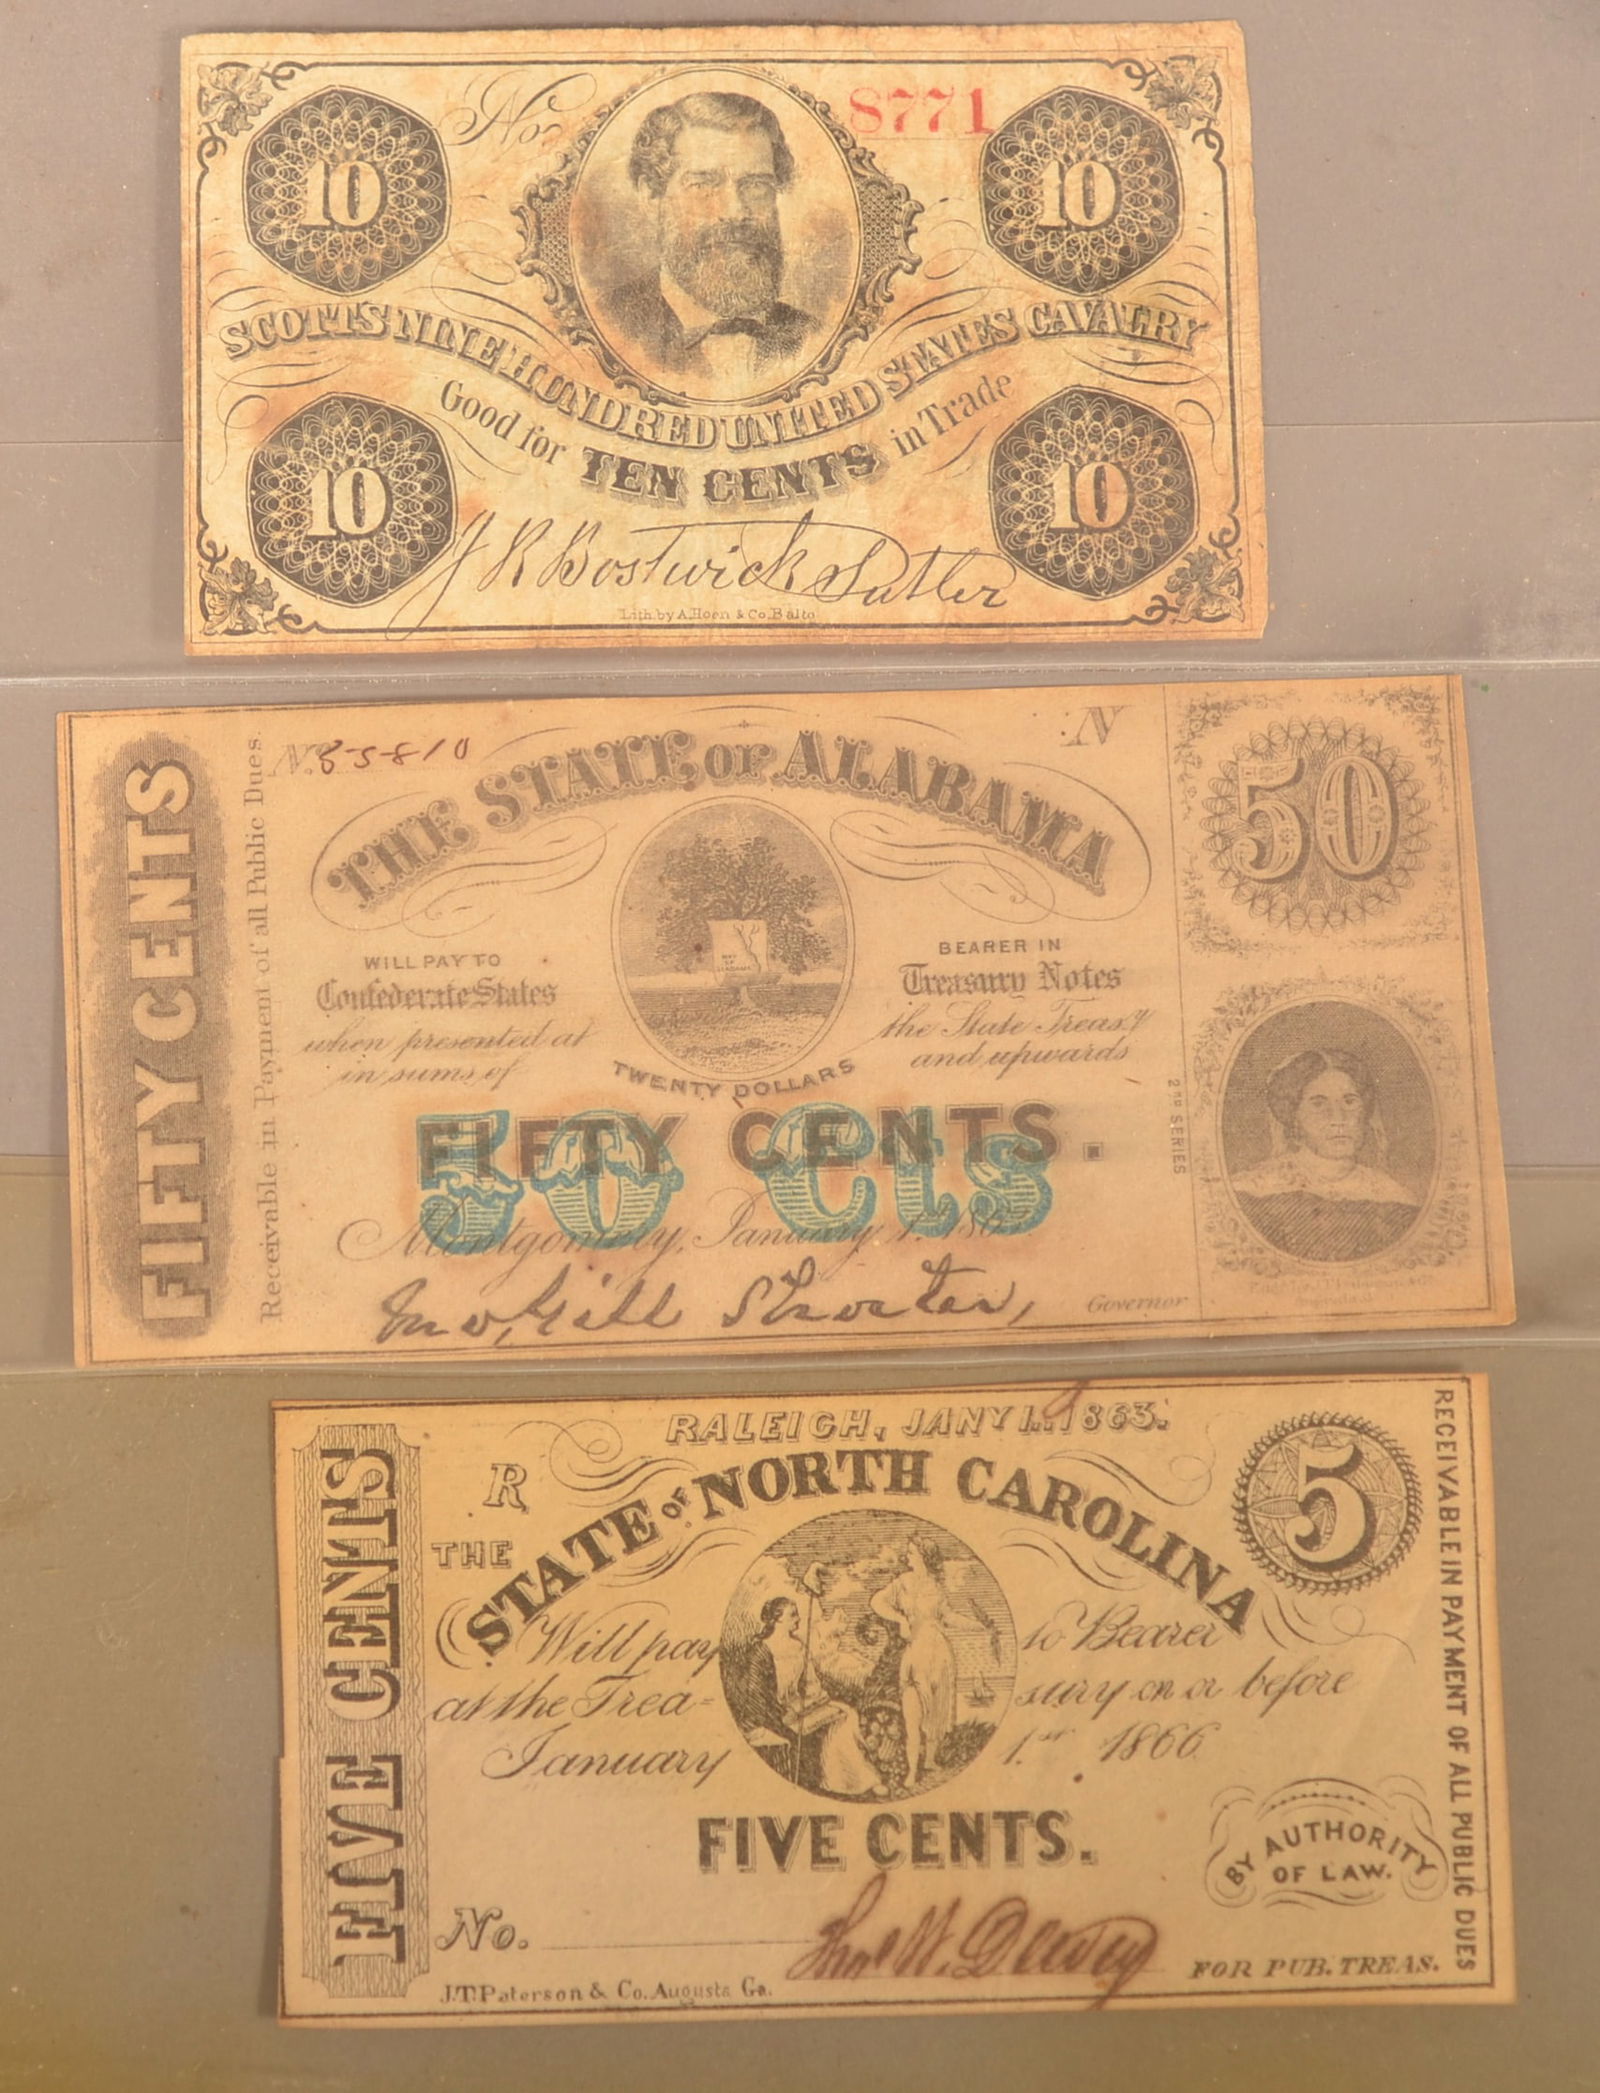 No. 8771
10 10
SCOTTS NINE HUNDRED UNITED STATES CAVALRY
Good for TEN CENTS in Trade
10 10
J R Bostwick Sutler
Lith. by A. Hoen & Co. Balto.
FIFTY CENTS
Receivable in Payment of all Public Dues.
No. 85810
N
THE STATE OF ALABAMA
50
WILL PAY TO BEARER IN
Confederate States Treasury Notes
when presented at the State Treasy
in sums of and upwards
TWENTY DOLLARS
FIFTY CENTS.
50 Cts
2ND SERIES
Montgomery, January 1st 1863
Governor
RALEIGH, JANY 1.. 1863.
R
5
THE
STATE OF NORTH CAROLINA
FIVE CENTS
Will pay to Bearer
at the Trea= sury on or before
January 1st 1866
FIVE CENTS.
BY AUTHORITY
OF LAW.
No.
FOR PUB. TREAS.
J.T. Paterson & Co. Augusta Ga.
RECEIVABLE IN PAYMENT OF ALL PUBLIC DUES